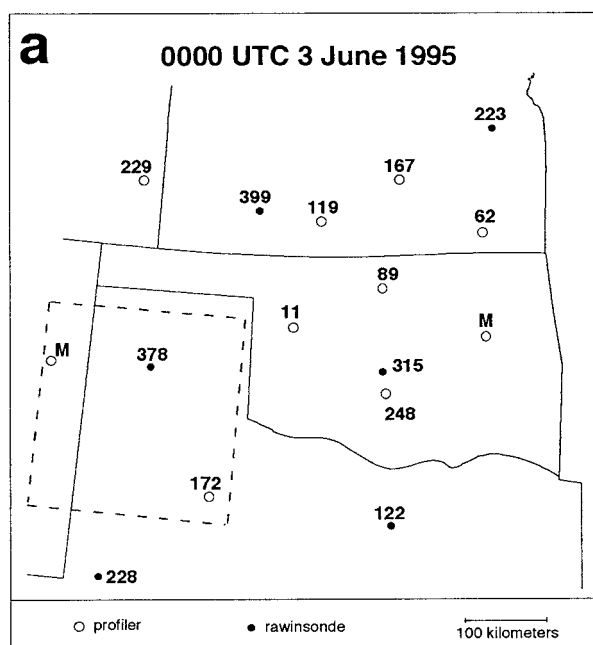 a
0000 UTC 3 June 1995
223
229
167
399
119
62
89
11
M
M
378
315
248
172
122
228
profiler
rawinsonde
100 kilometers